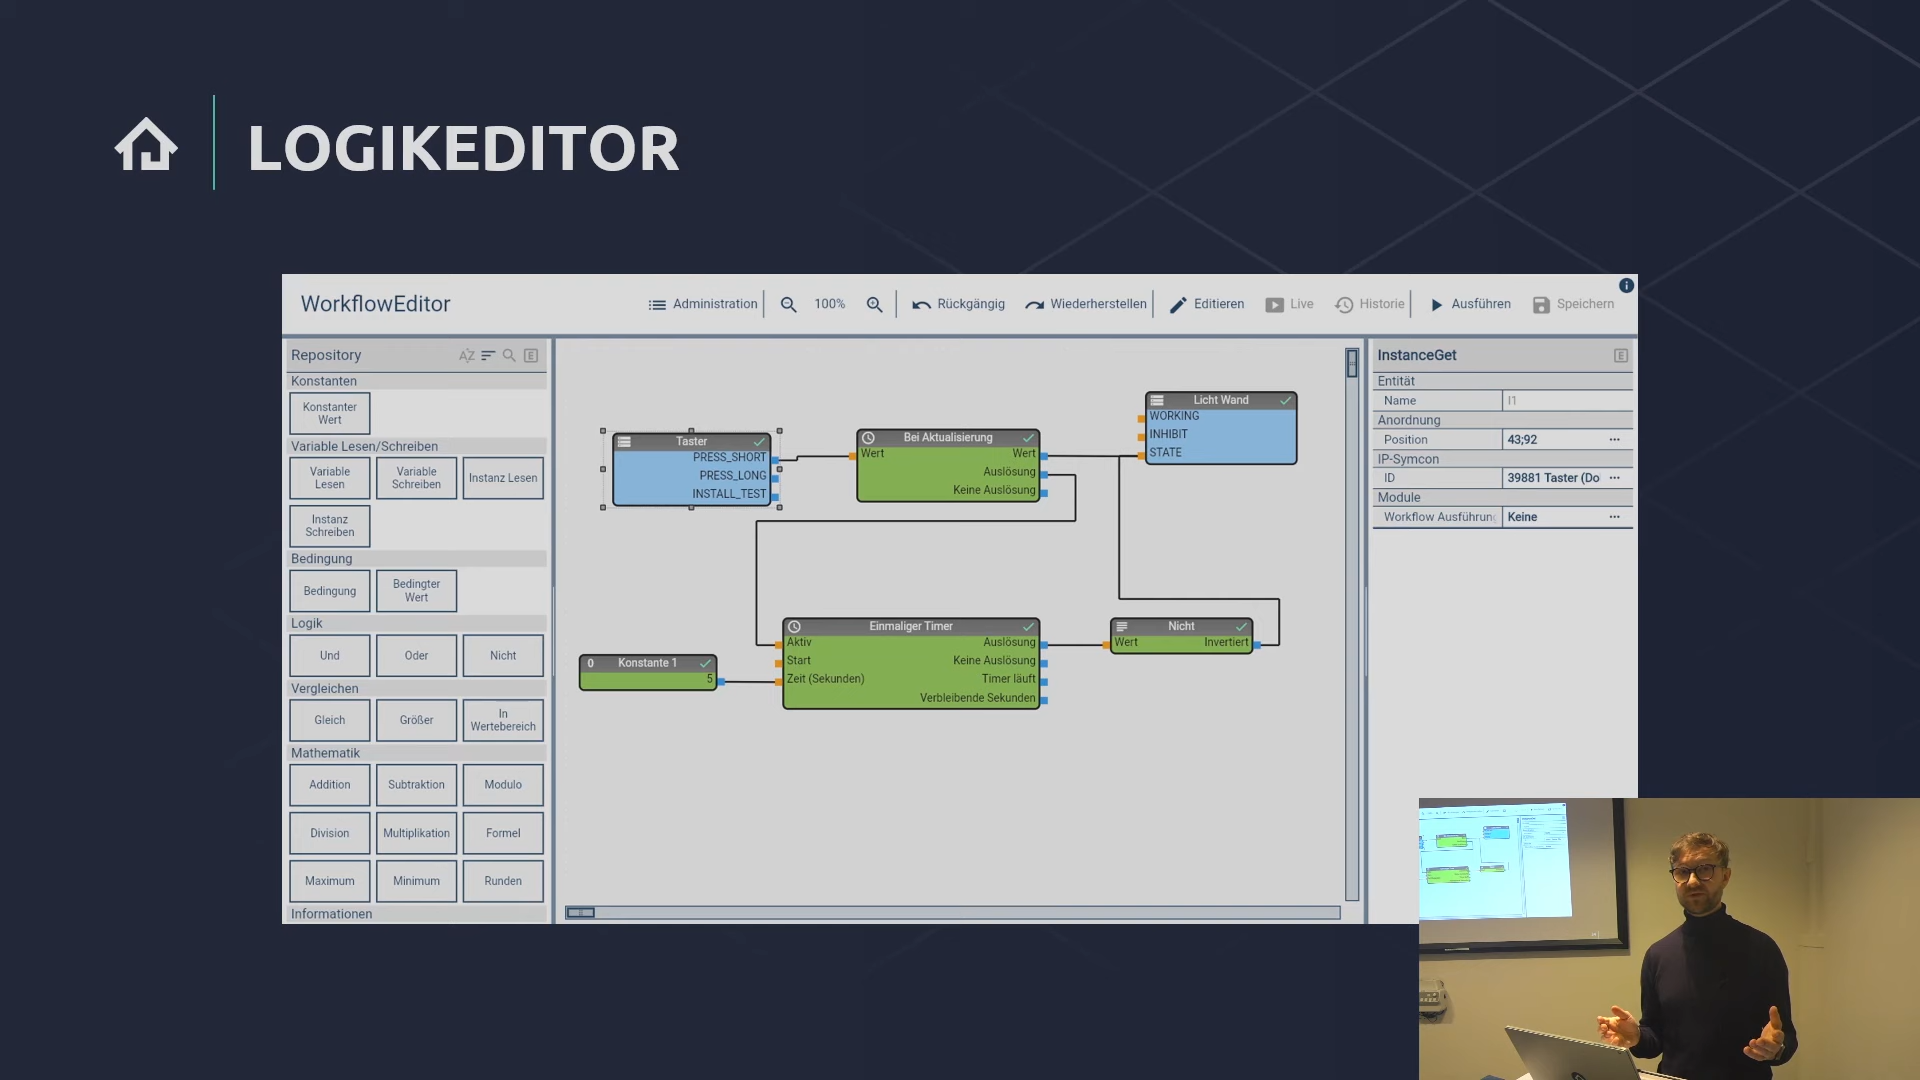 LOGIKEDITOR
WorkflowEditor
Administration
100%
Rückgängig
Wiederherstellen
Editieren
Live
Historie
Ausführen
Speichern
Repository
AZ
E
Konstanten
Konstanter
Wert
Variable Lesen/Schreiben
Variable
Lesen
Variable
Schreiben
Instanz Lesen
Instanz
Schreiben
Bedingung
Bedingung
Bedingter
Wert
Logik
Und
Oder
Nicht
Vergleichen
Gleich
Größer
In
Wertebereich
Mathematik
Addition
Subtraktion
Modulo
Division
Multiplikation
Formel
Maximum
Minimum
Runden
Informationen
Taster
PRESS_SHORT
PRESS_LONG
INSTALL_TEST
Bei Aktualisierung
Wert
Wert
Auslösung
Keine Auslösung
Licht Wand
WORKING
INHIBIT
STATE
0
Konstante 1
5
Einmaliger Timer
Aktiv
Auslösung
Start
Keine Auslösung
Zeit (Sekunden)
Timer läuft
Verbleibende Sekunden
Nicht
Wert
Invertiert
i
InstanceGet
E
Entität
Name
I1
Anordnung
Position
43;92
...
IP-Symcon
ID
39881 Taster (Do
...
Module
Workflow Ausführun
Keine
...